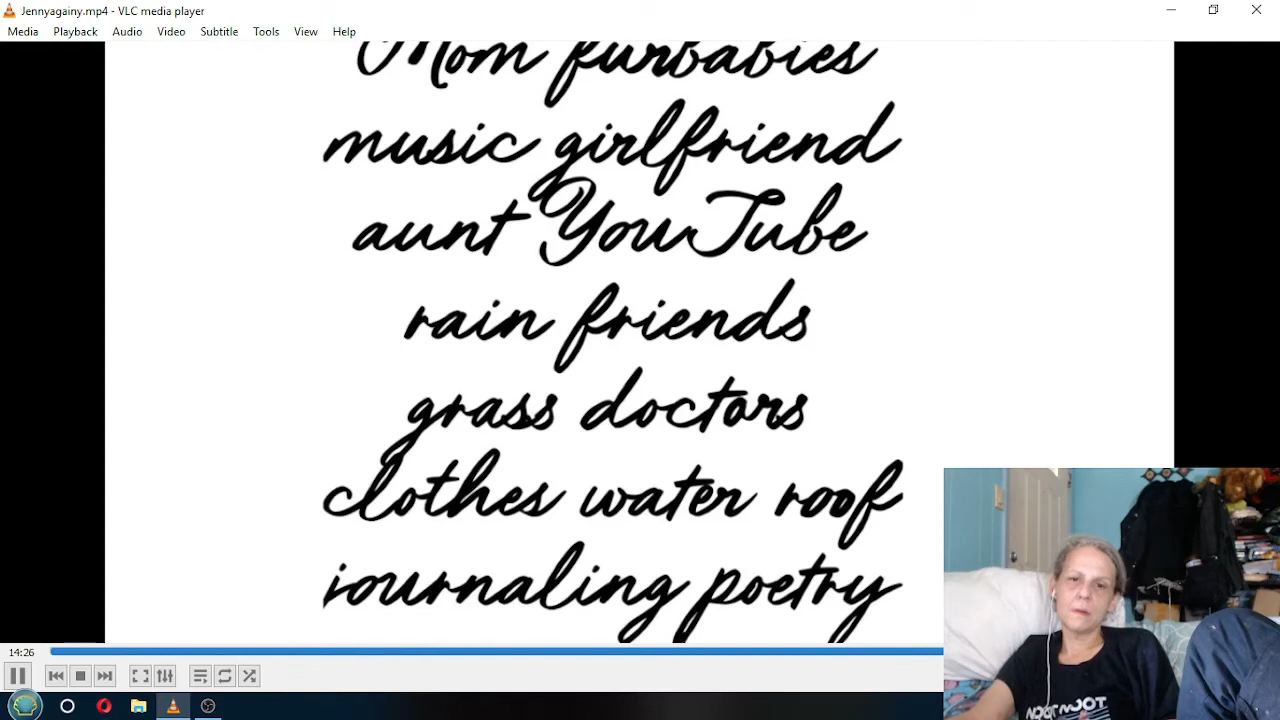 Jennyagainy.mp4 - VLC media player
Media Playback Audio Video Subtitle Tools View Help
Mom furbabies
music girlfriend
aunt YouTube
rain friends
grass doctors
clothes water roof
journaling poetry
14:26